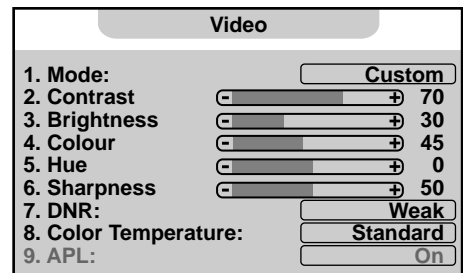 Video
1. Mode: Custom
2. Contrast - + 70
3. Brightness - + 30
4. Colour - + 45
5. Hue - + 0
6. Sharpness - + 50
7. DNR: Weak
8. Color Temperature: Standard
9. APL: On